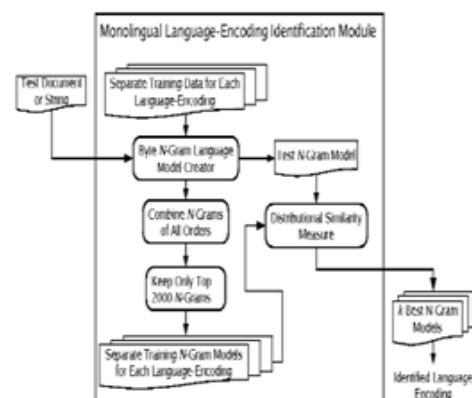 Monolingual Language-Encoding Identification Module
Test Document
or String
Separate Training Data for Each
Language-Encoding
Byte N-Gram Language
Model Creator
Test N-Gram Model
Combine N-Grams
of All Orders
Distributional Similarity
Measure
Keep Only Top
2000 N-Grams
Separate Training N-Gram Models
for Each Language-Encoding
k Best N Gram
Models
Identified Language
Encoding